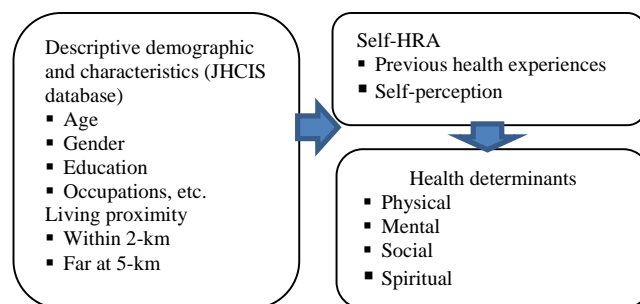 Descriptive demographic
and characteristics (JHCIS
database)
▪ Age
▪ Gender
▪ Education
▪ Occupations, etc.
Living proximity
▪ Within 2-km
▪ Far at 5-km
Self-HRA
▪ Previous health experiences
▪ Self-perception
Health determinants
▪ Physical
▪ Mental
▪ Social
▪ Spiritual